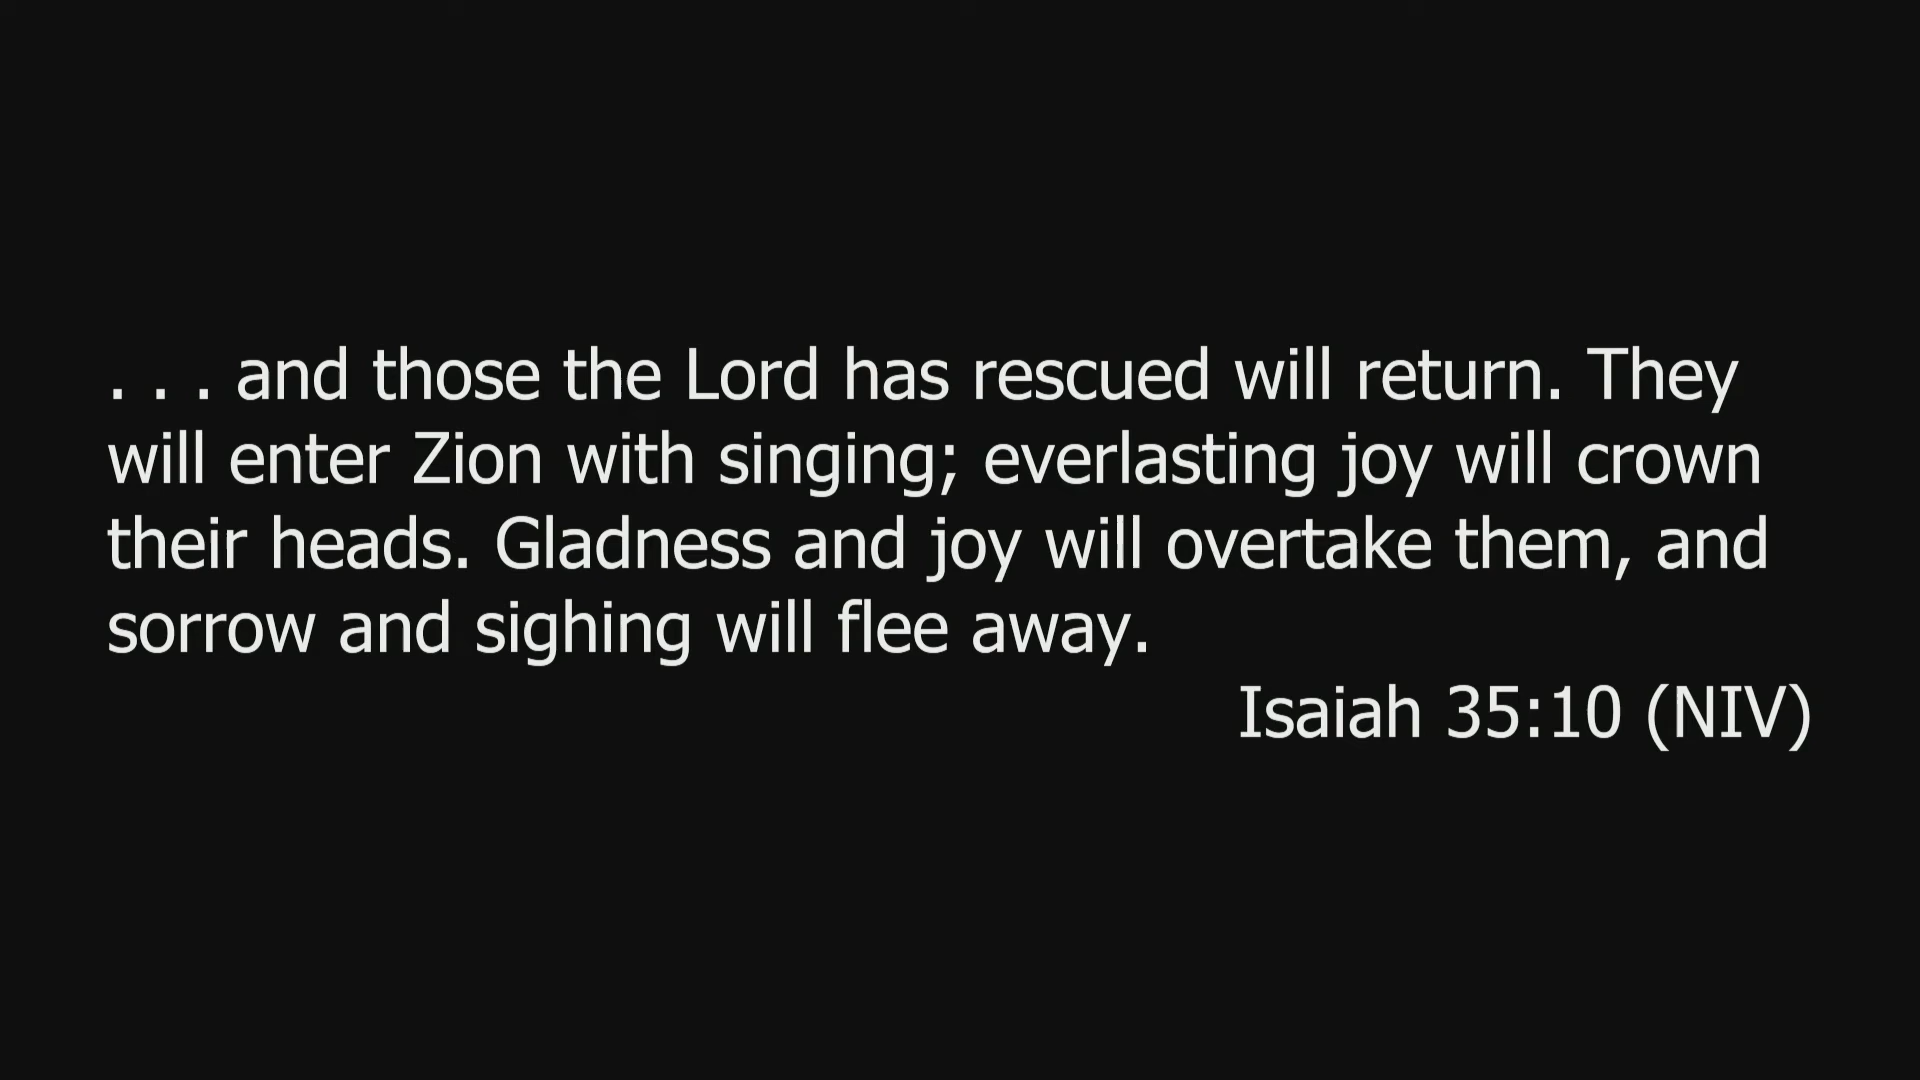 . . . and those the Lord has rescued will return. They
will enter Zion with singing; everlasting joy will crown
their heads. Gladness and joy will overtake them, and
sorrow and sighing will flee away.
Isaiah 35:10 (NIV)